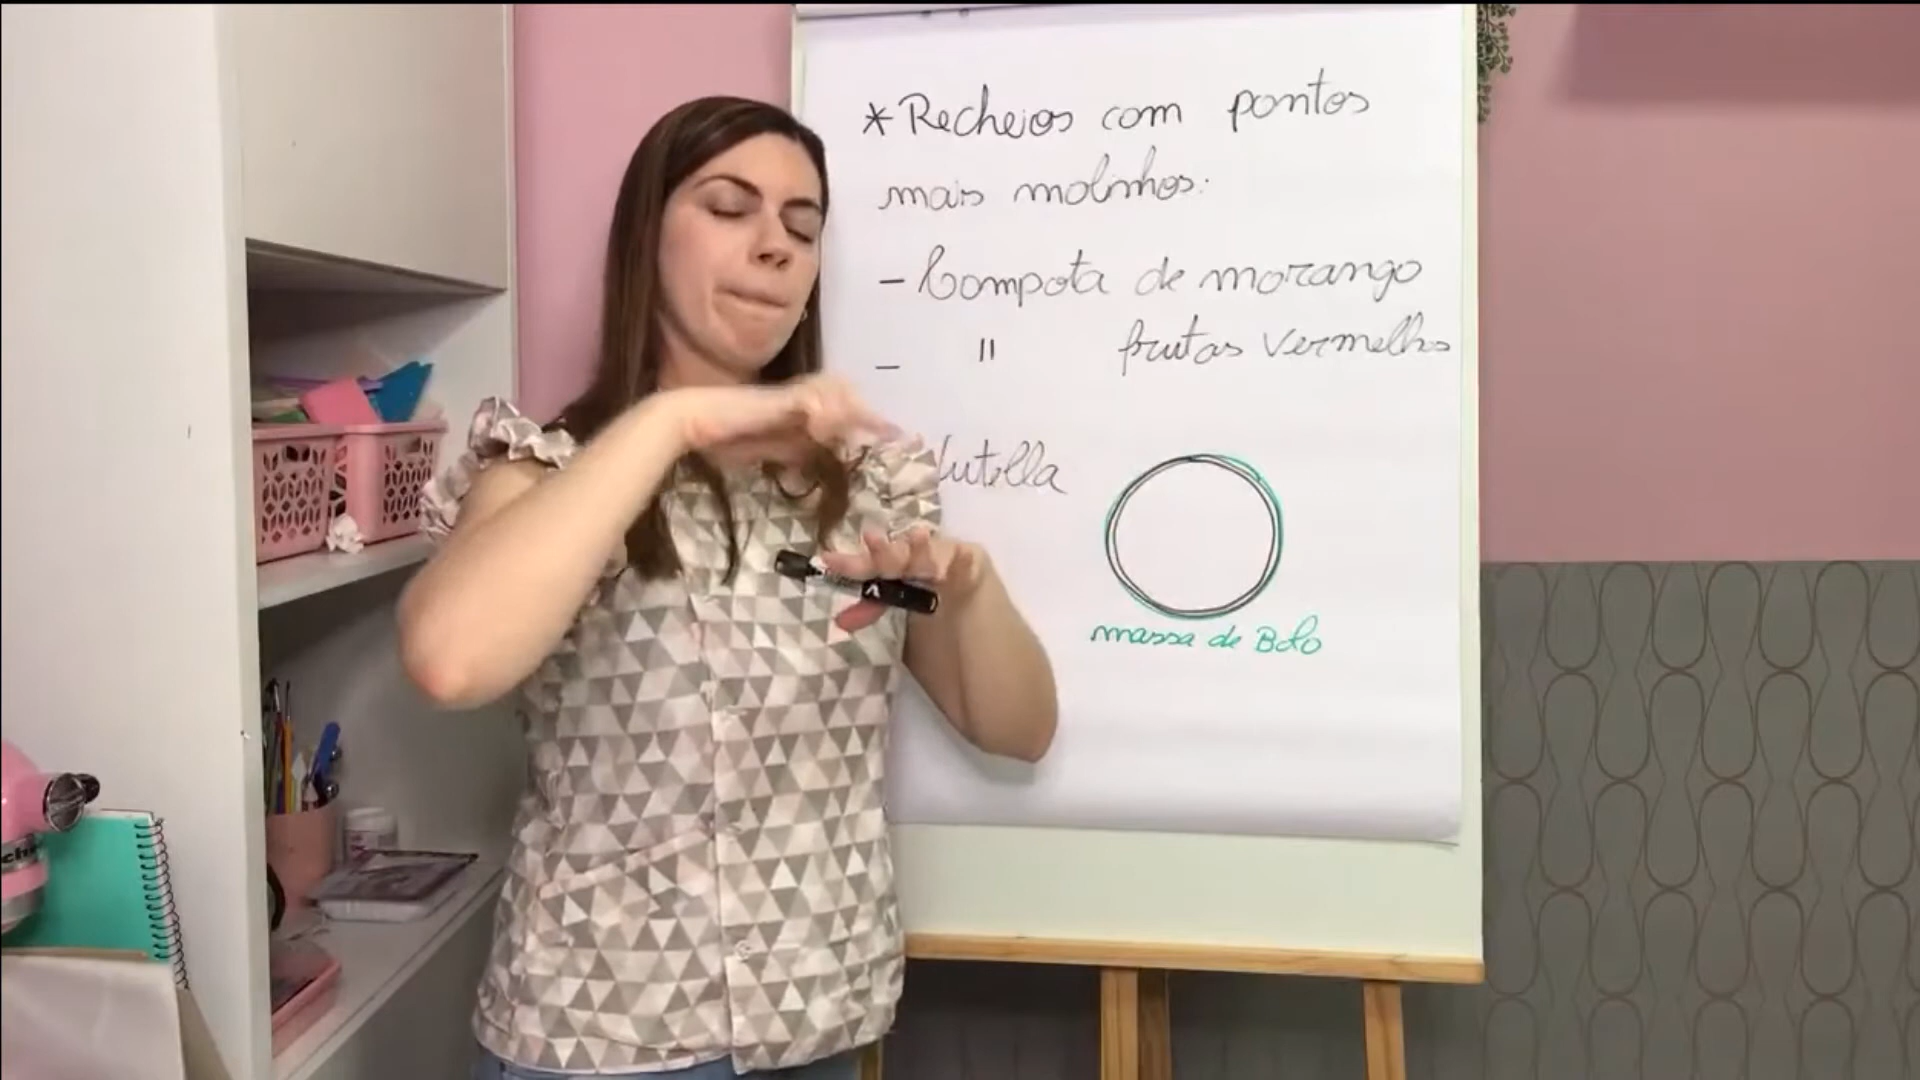 * Recheios com pontos
mais molinhos.
- Compota de morango
- " frutas vermelhas
utella
massa de Bolo